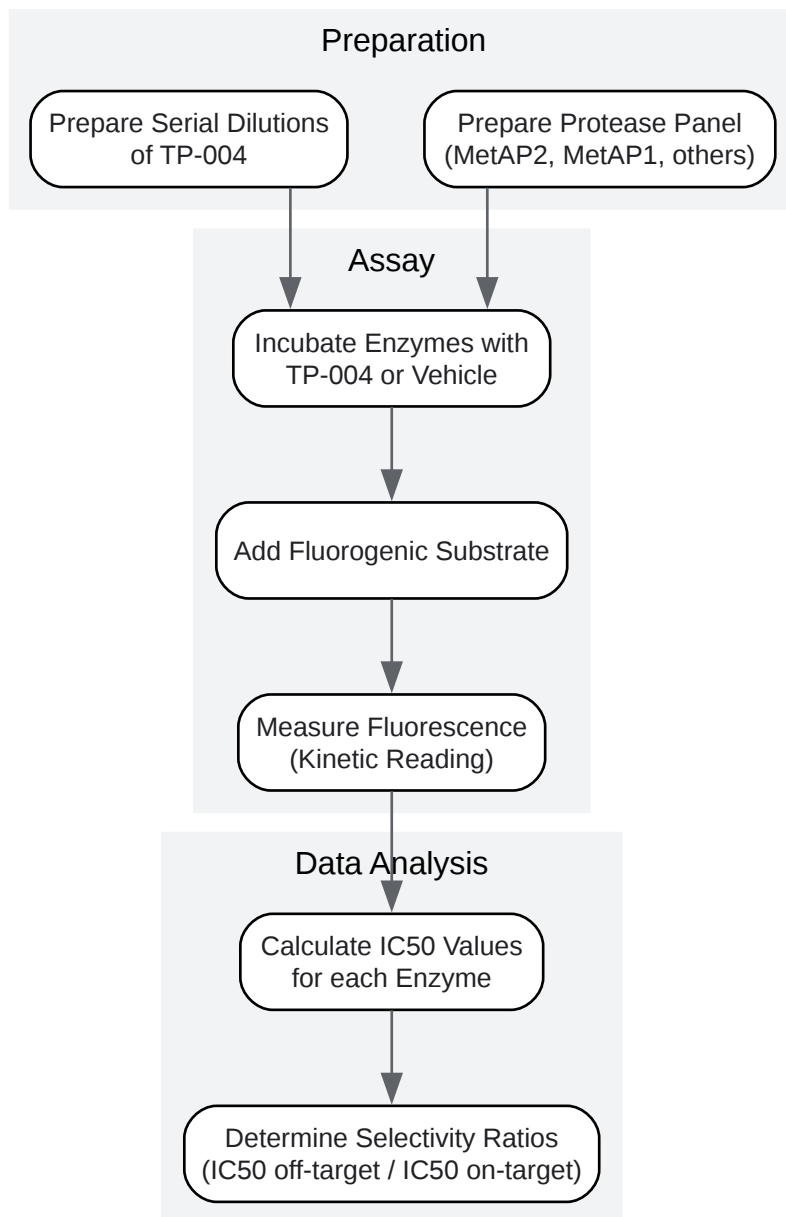 Preparation
Prepare Serial Dilutions
of TP-004
Prepare Protease Panel
(MetAP2, MetAP1, others)
Assay
Incubate Enzymes with
TP-004 or Vehicle
Add Fluorogenic Substrate
Measure Fluorescence
(Kinetic Reading)
Data Analysis
Calculate IC50 Values
for each Enzyme
Determine Selectivity Ratios
(IC50 off-target / IC50 on-target)